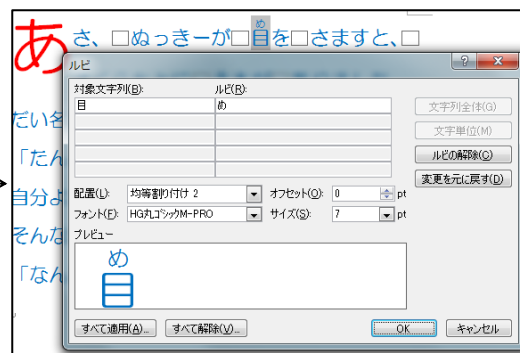 あさ、□ぬっきーが□目を□さますと、□
め
ルビ
対象文字列(B): ルビ(R):
目 め
文字列全体(G)
文字単位(M)
ルビの解除(C)
変更を元に戻す(D)
配置(L): 均等割り付け 2 オフセット(O): 0 pt
フォント(F): HG丸ゴシックM-PRO サイズ(S): 7 pt
プレビュー
め
目
すべて適用(A)... すべて解除(V)... OK キャンセル
だい名
「たん
自分よ
そんな
「なん